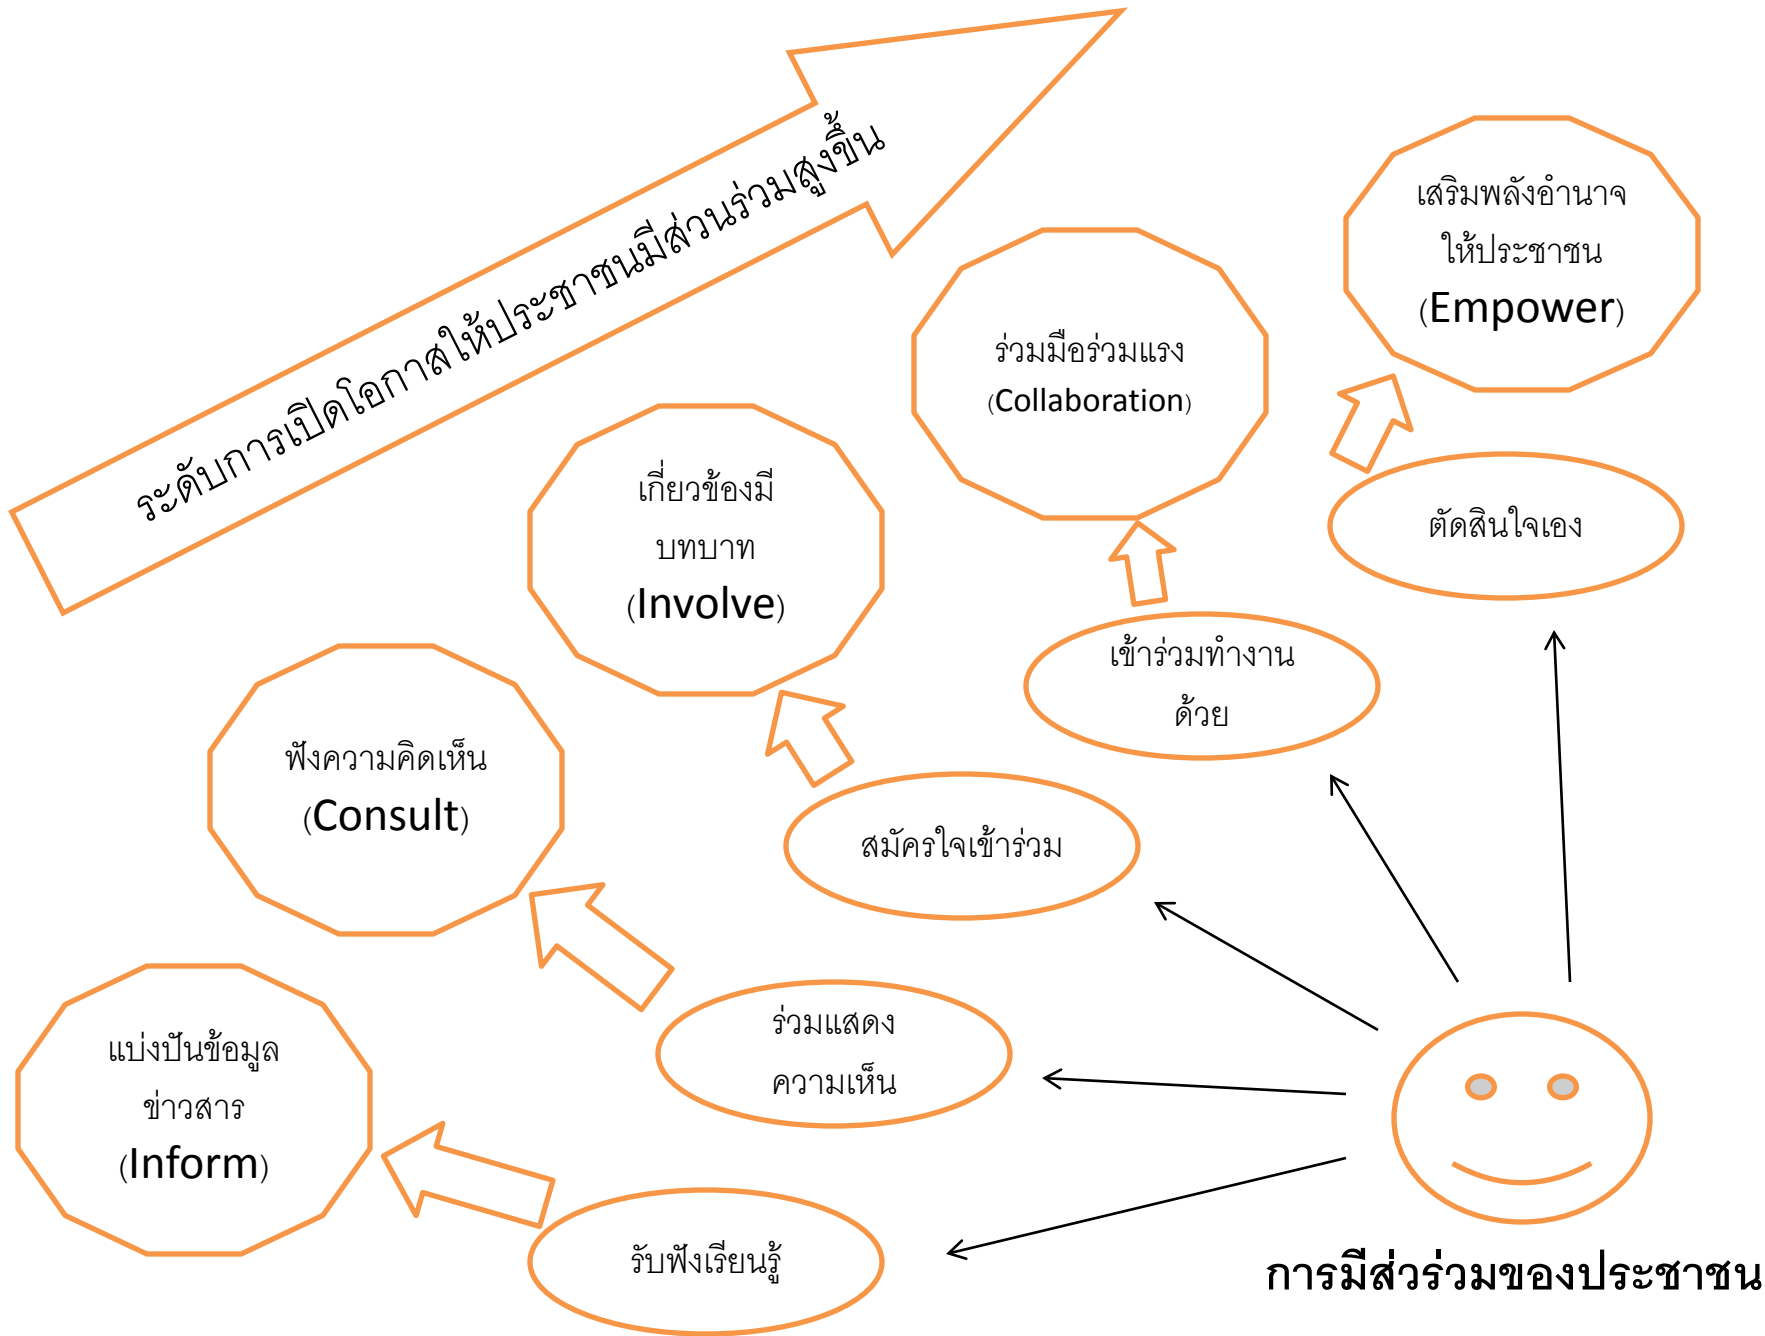 ระดับการเปิดโอกาสให้ประชาชนมีส่วนร่วมสูงขึ้น
เสริมพลังอำนาจ
ให้ประชาชน
(Empower)
ร่วมมือร่วมแรง
(Collaboration)
เกี่ยวข้องมี
บทบาท
(Involve)
ตัดสินใจเอง
เข้าร่วมทำงาน
ด้วย
ฟังความคิดเห็น
(Consult)
สมัครใจเข้าร่วม
แบ่งปันข้อมูล
ข่าวสาร
(Inform)
ร่วมแสดง
ความเห็น
รับฟังเรียนรู้
การมีส่วร่วมของประชาชน